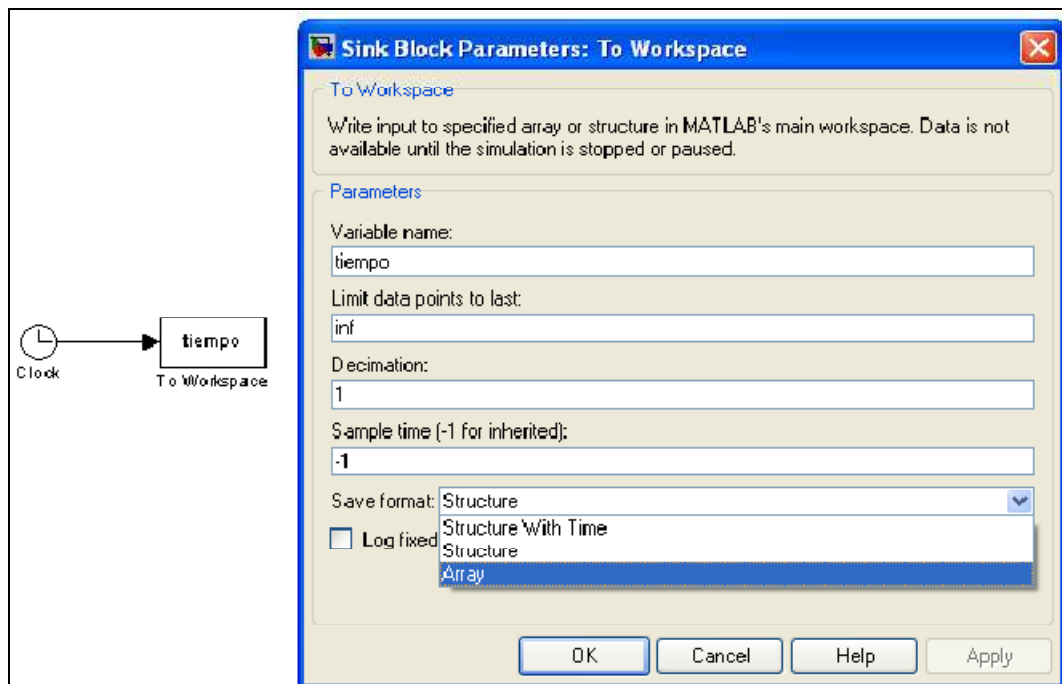 Sink Block Parameters: To Workspace
To Workspace
Write input to specified array or structure in MATLAB's main workspace. Data is not
available until the simulation is stopped or paused.
Parameters
Variable name:
tiempo
Limit data points to last:
inf
Decimation:
1
Sample time (-1 for inherited):
-1
Save format: Structure
Structure With Time
Log fixed
Structure
Array
OK Cancel Help Apply
tiempo
Clock
To Workspace